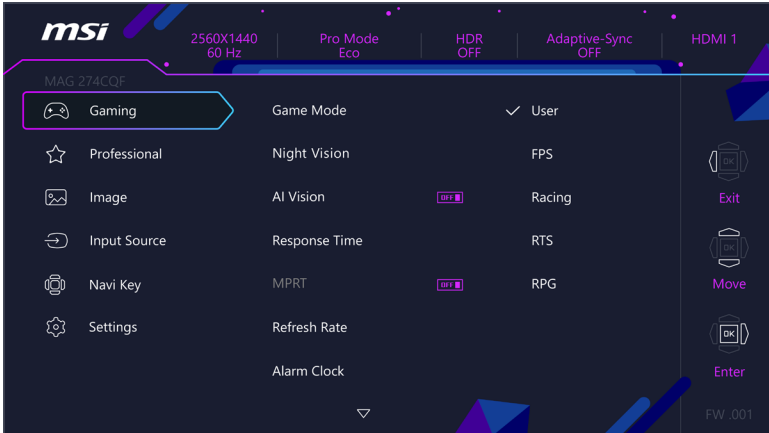 msi
2560X1440 Pro Mode HDR Adaptive-Sync HDMI 1
60 Hz Eco OFF OFF
MAG 274CQF
Gaming Game Mode User
Professional Night Vision FPS
OK
Image AI Vision OFF Racing Exit
Input Source Response Time RTS
OK
Navi Key MPRT OFF RPG Move
Settings Refresh Rate
OK
Alarm Clock Enter
FW .001